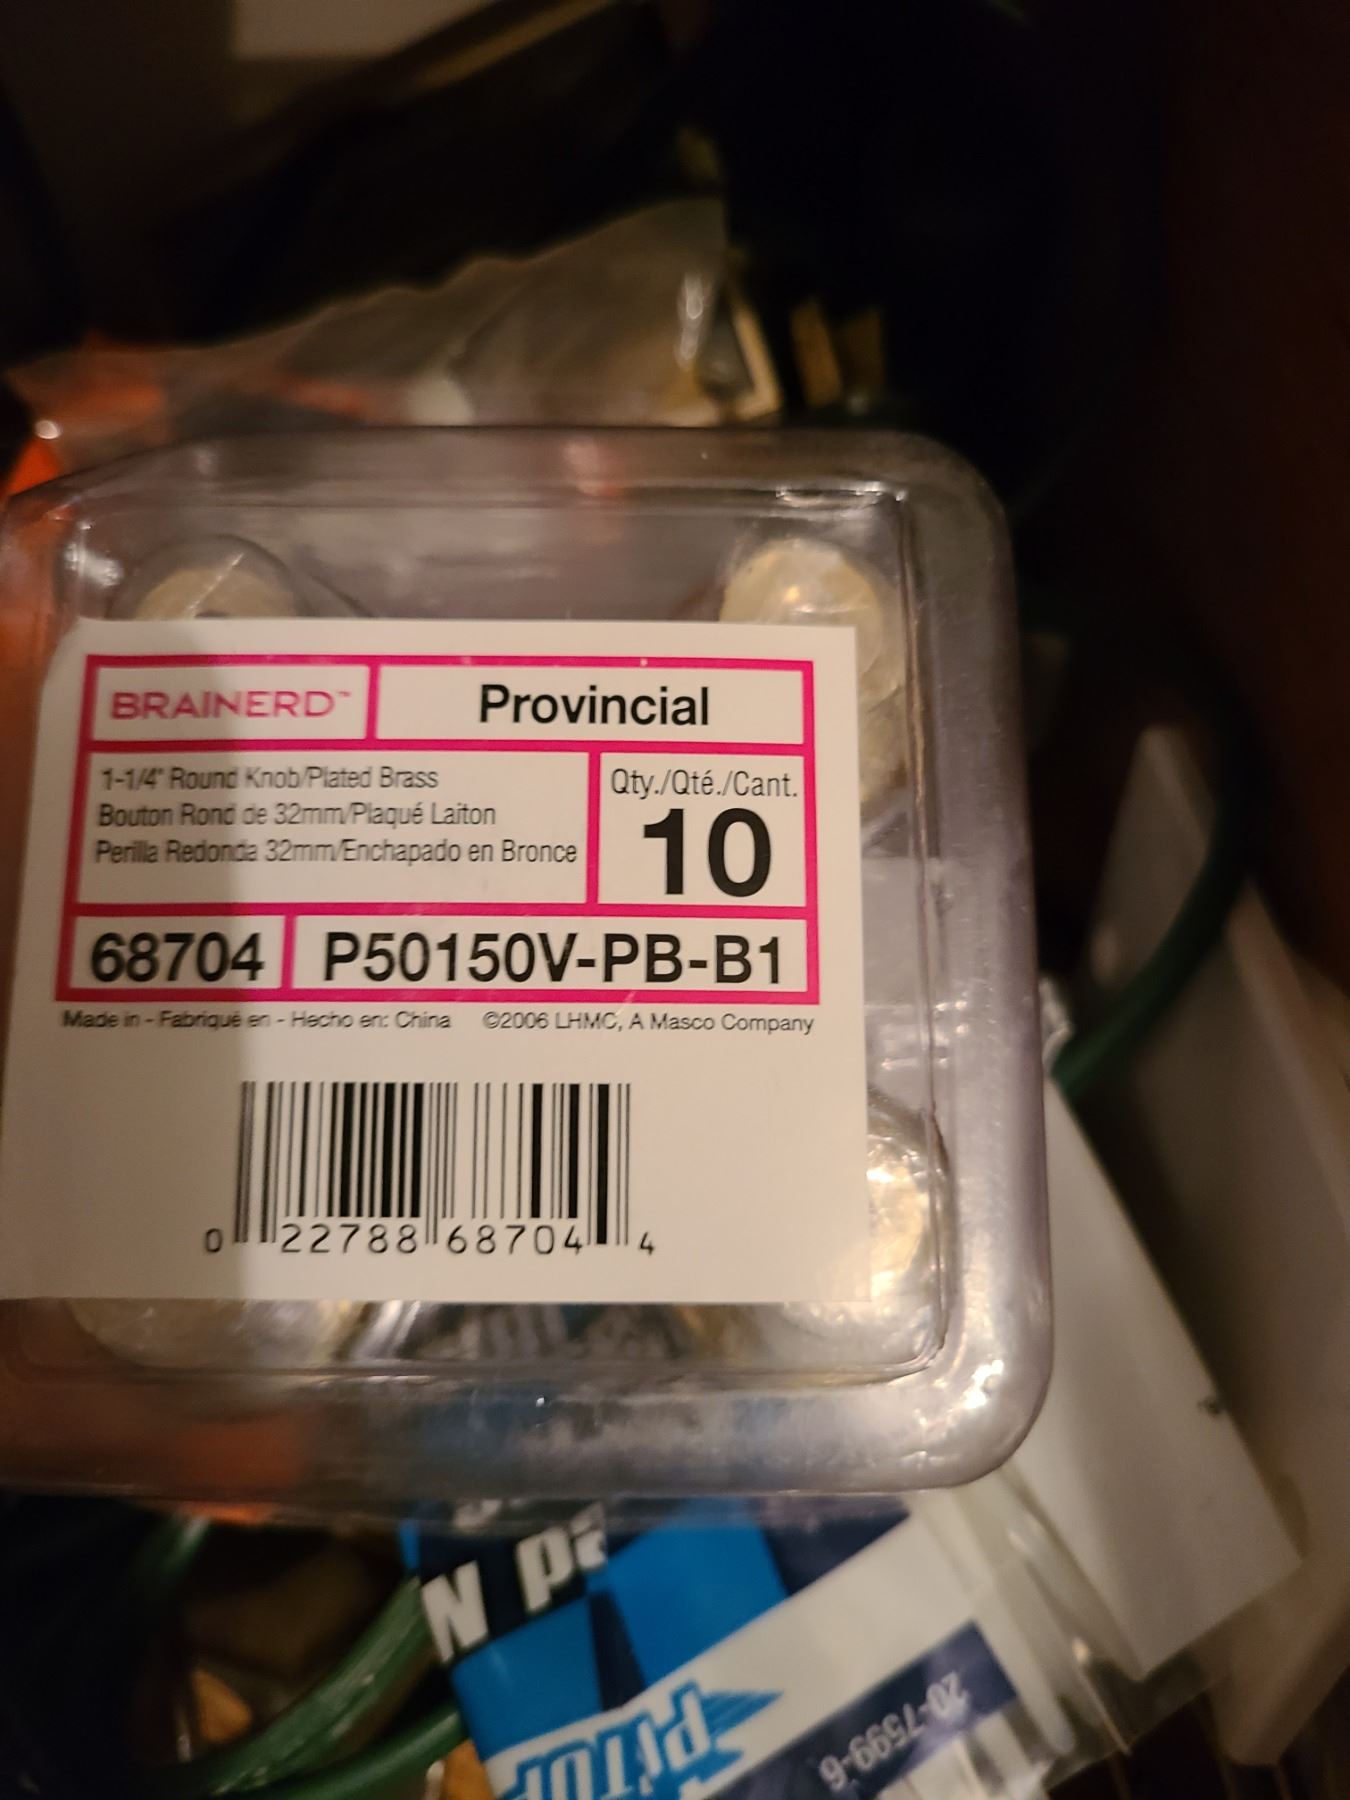 BRAINERD™
Provincial
1-1/4" Round Knob/Plated Brass
Bouton Rond de 32mm/Plaqué Laiton
Perilla Redonda 32mm/Enchapado en Bronce
Qty./Qté./Cant.
10
68704
P50150V-PB-B1
Made in - Fabriqué en - Hecho en: China
©2006 LHMC, A Masco Company
0 22788 68704 4
20-7599-6